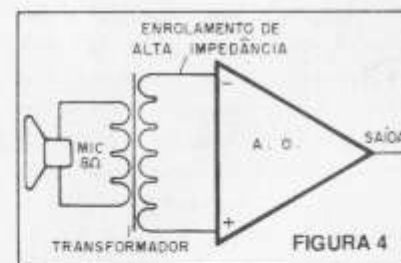 ENROLAMENTO DE
ALTA IMPEDÂNCIA
MIC
8Ω
−
A. O.
SAÍDA
+
TRANSFORMADOR
FIGURA 4